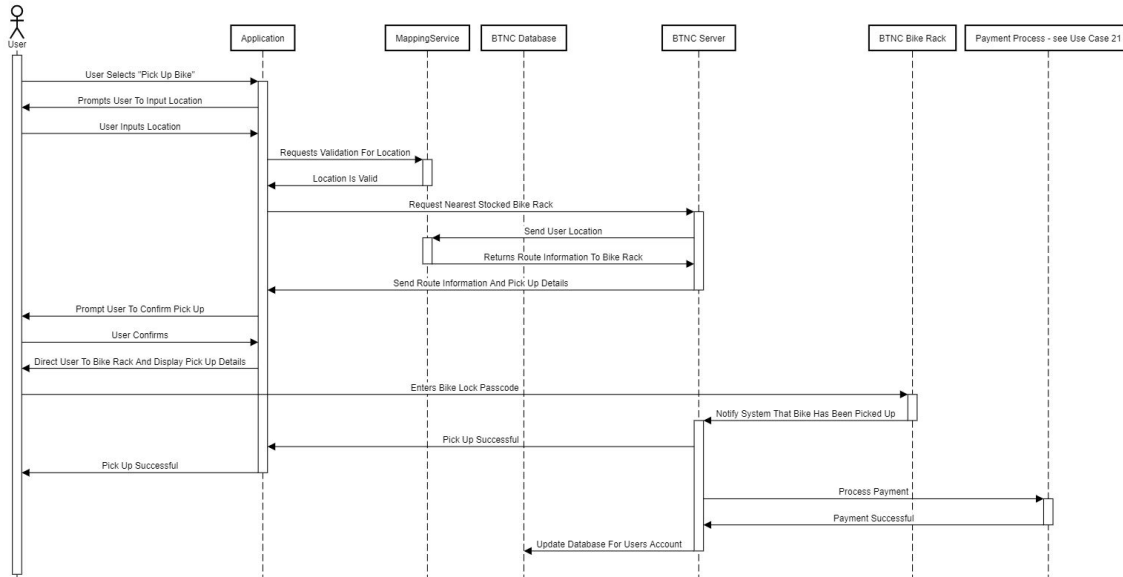 User
Application
MappingService
BTNC Database
BTNC Server
BTNC Bike Rack
Payment Process - see Use Case 21
User Selects "Pick Up Bike"
Prompts User To Input Location
User Inputs Location
Requests Validation For Location
Location Is Valid
Request Nearest Stocked Bike Rack
Send User Location
Returns Route Information To Bike Rack
Send Route Information And Pick Up Details
Prompt User To Confirm Pick Up
User Confirms
Direct User To Bike Rack And Display Pick Up Details
Enters Bike Lock Passcode
Notify System That Bike Has Been Picked Up
Pick Up Successful
Pick Up Successful
Process Payment
Payment Successful
Update Database For Users Account